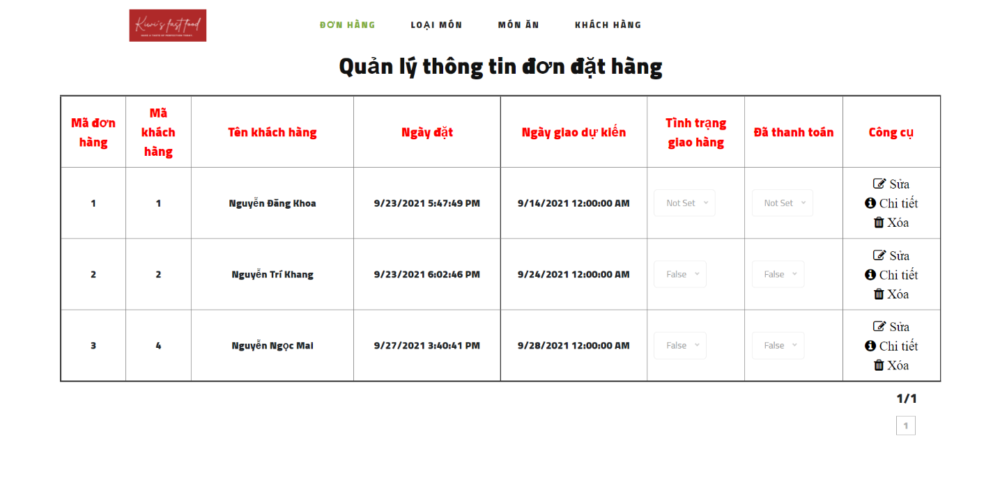 Kiwi's fast food
HAVE A TASTE OF PERFECTION TODAY.
ĐƠN HÀNG LOẠI MÓN MÓN ĂN KHÁCH HÀNG
Quản lý thông tin đơn đặt hàng
Mã đơn hàng Mã khách hàng Tên khách hàng Ngày đặt Ngày giao dự kiến Tình trạng giao hàng Đã thanh toán Công cụ
1 1 Nguyễn Đăng Khoa 9/23/2021 5:47:49 PM 9/14/2021 12:00:00 AM Not Set Not Set Sửa
Chi tiết
Xóa
2 2 Nguyễn Trí Khang 9/23/2021 6:02:46 PM 9/24/2021 12:00:00 AM False False Sửa
Chi tiết
Xóa
3 4 Nguyễn Ngọc Mai 9/27/2021 3:40:41 PM 9/28/2021 12:00:00 AM False False Sửa
Chi tiết
Xóa
1/1
1